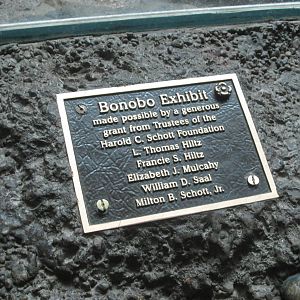 Bonobo Exhibit
made possible by a generous
grant from Trustees of the
Harold C. Schott Foundation
L. Thomas Hiltz
Francie S. Hiltz
Elizabeth J. Mulcahy
William D. Saal
Milton B. Schott, Jr.